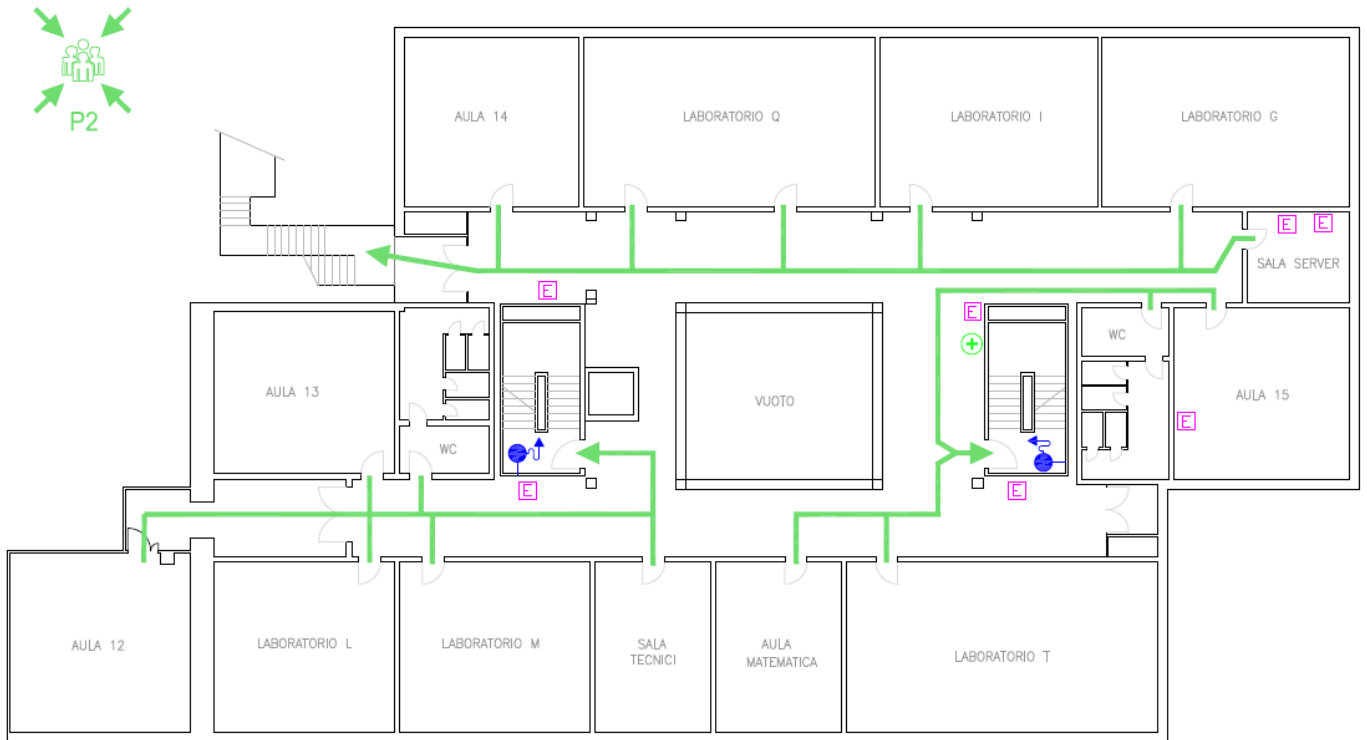 P2
AULA 14
LABORATORIO Q
LABORATORIO I
LABORATORIO G
E
E
SALA SERVER
E
E
WC
AULA 13
VUOTO
AULA 15
E
WC
E
E
AULA 12
LABORATORIO L
LABORATORIO M
SALA
TECNICI
AULA
MATEMATICA
LABORATORIO T